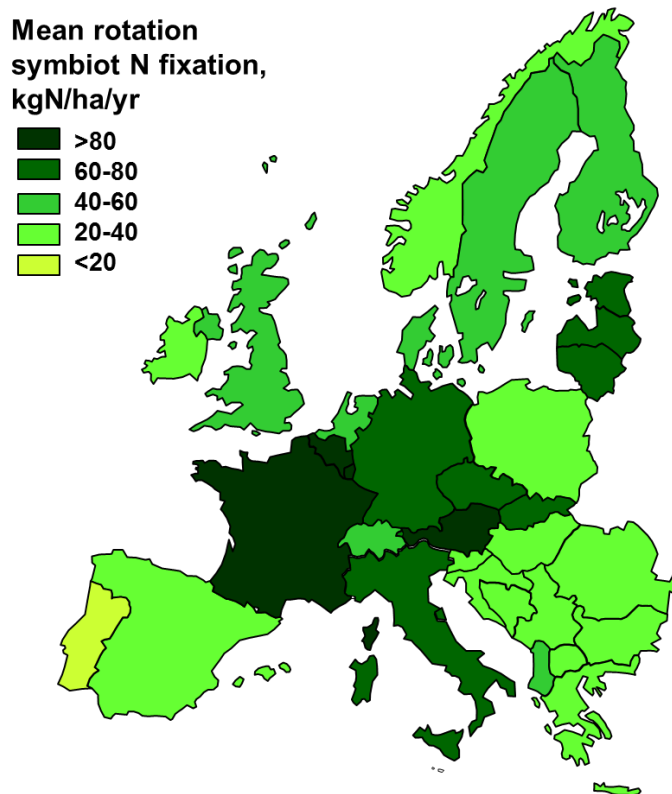 Mean rotation
symbiot N fixation,
kgN/ha/yr
>80
60-80
40-60
20-40
<20